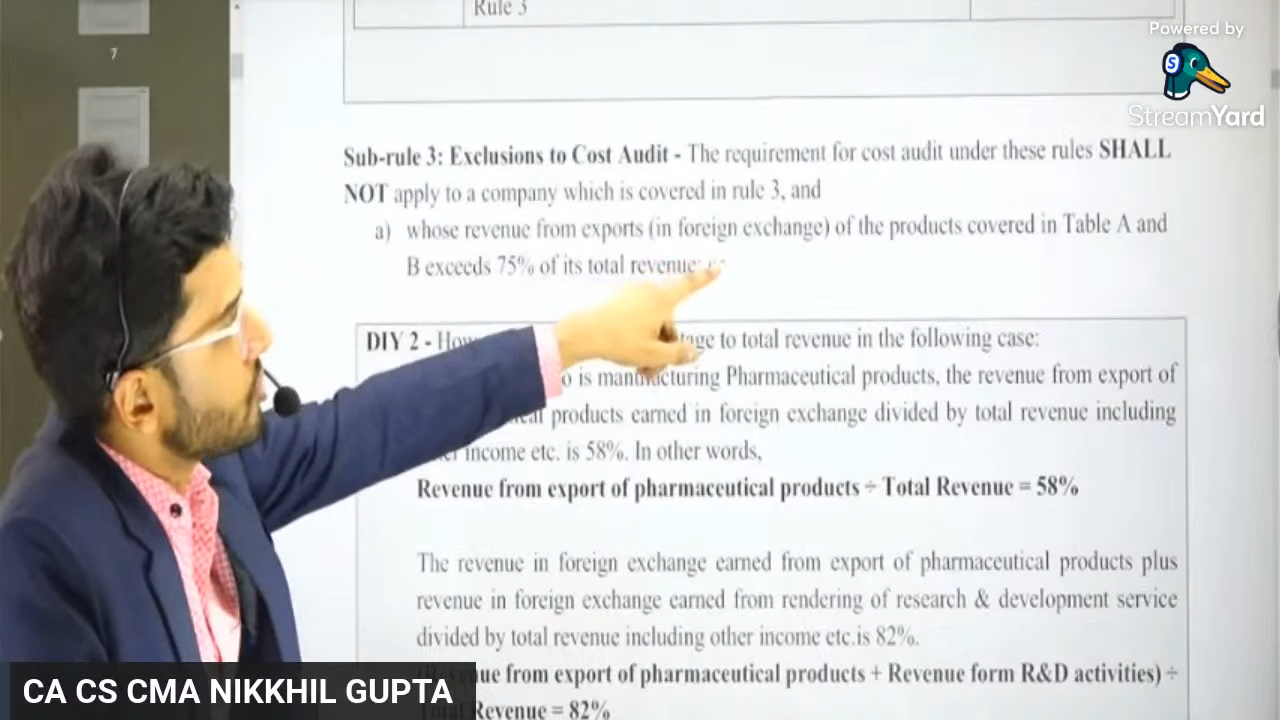 Rule 3
7
Powered by
S
StreamYard
Sub-rule 3: Exclusions to Cost Audit - The requirement for cost audit under these rules SHALL
NOT apply to a company which is covered in rule 3, and
a) whose revenue from exports (in foreign exchange) of the products covered in Table A and
B exceeds 75% of its total revenue;
DIY 2 - to total revenue in the following case:
is manufacturing Pharmaceutical products, the revenue from export of
products earned in foreign exchange divided by total revenue including
income etc. is 58%. In other words,
Revenue from export of pharmaceutical products ÷ Total Revenue = 58%
The revenue in foreign exchange earned from export of pharmaceutical products plus
revenue in foreign exchange earned from rendering of research & development service
divided by total revenue including other income etc.is 82%.
from export of pharmaceutical products + Revenue form R&D activities) ÷
Revenue = 82%
CA CS CMA NIKKHIL GUPTA